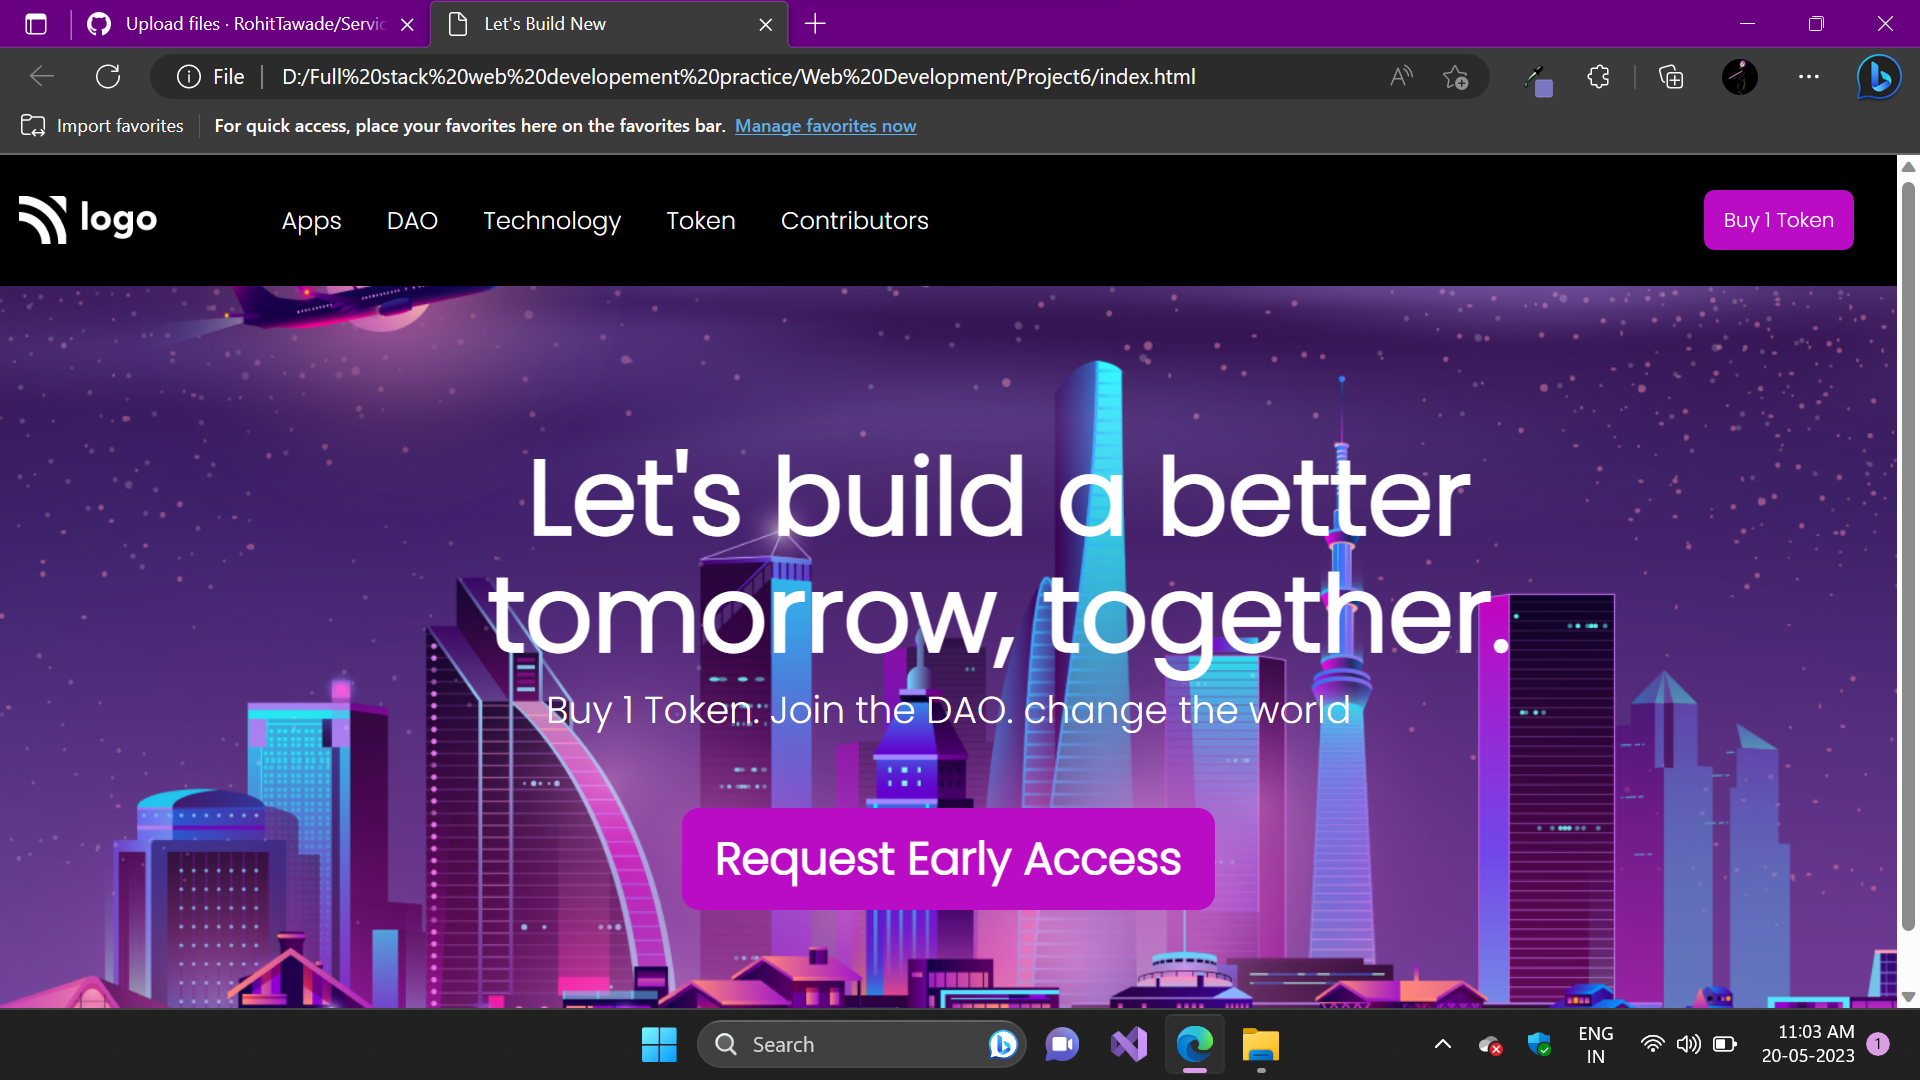 Upload files · RohitTawade/Servic
Let's Build New
File
D:/Full%20stack%20web%20developement%20practice/Web%20Development/Project6/index.html
Import favorites
For quick access, place your favorites here on the favorites bar. Manage favorites now
logo
Apps
DAO
Technology
Token
Contributors
Buy 1 Token
Let's build a better
tomorrow, together.
Buy 1 Token. Join the DAO. change the world
Request Early Access
Search
ENG
IN
11:03 AM
20-05-2023
1